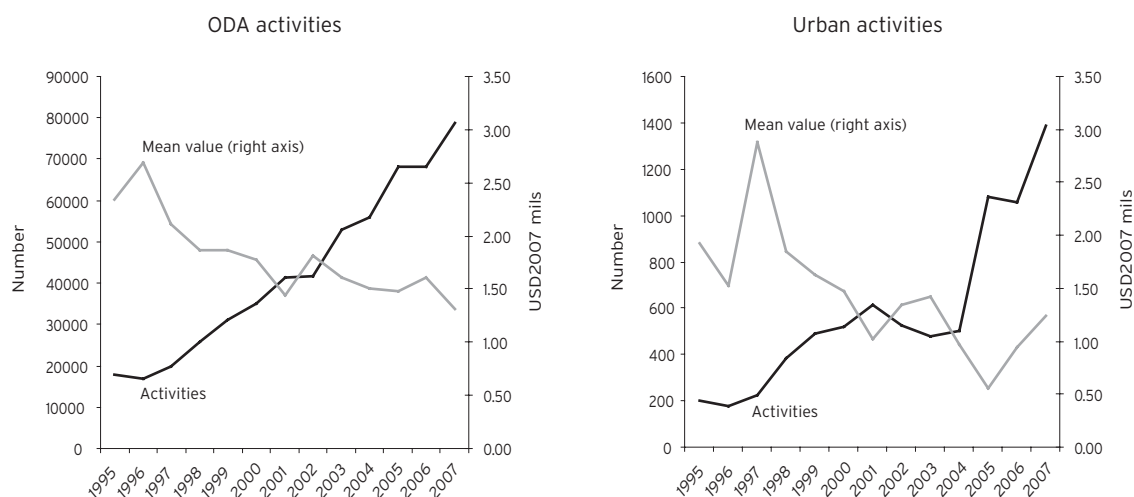 ODA activities
90000
80000
70000
60000
50000
40000
30000
20000
10000
0
Number
Mean value (right axis)
Activities
3.50
3.00
2.50
2.00
1.50
1.00
0.50
0.00
USD2007 mils
1995 1996 1997 1998 1999 2000 2001 2002 2003 2004 2005 2006 2007
Urban activities
1600
1400
1200
1000
800
600
400
200
0
Number
Mean value (right axis)
Activities
3.50
3.00
2.50
2.00
1.50
1.00
0.50
0.00
USD2007 mils
1995 1996 1997 1998 1999 2000 2001 2002 2003 2004 2005 2006 2007